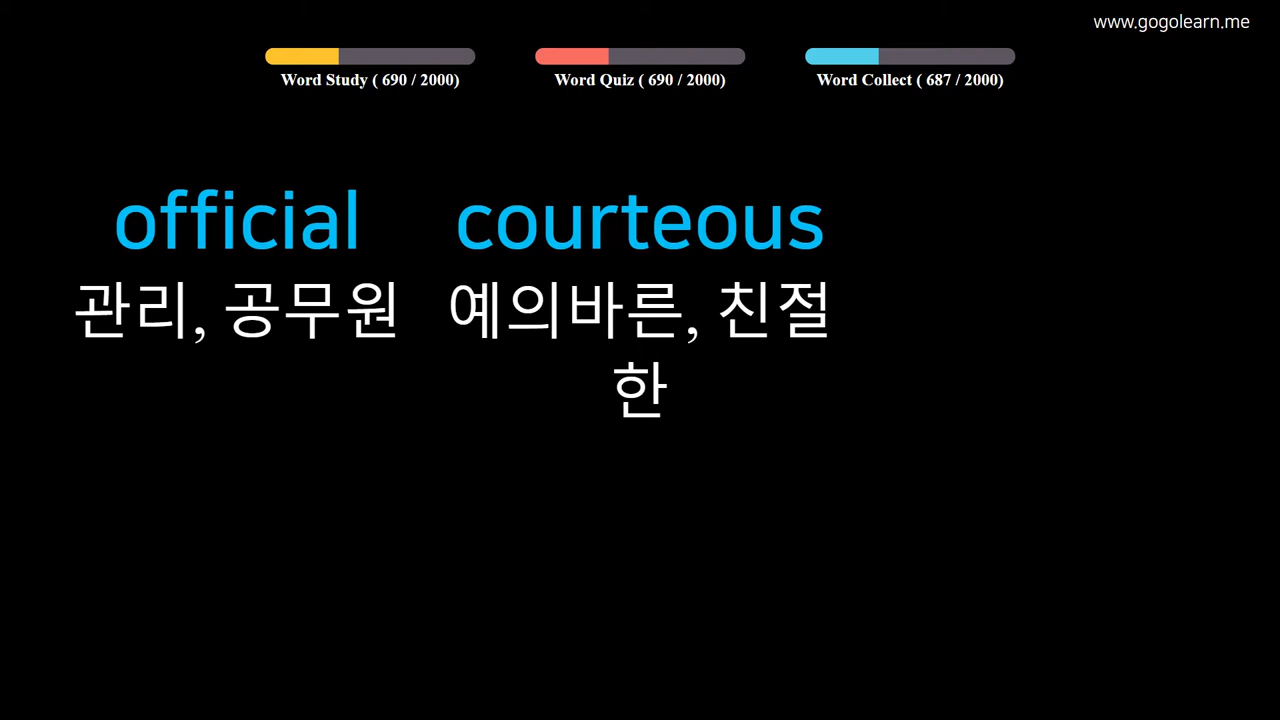 www.gogolearn.me
Word Study ( 690 / 2000)
Word Quiz ( 690 / 2000)
Word Collect ( 687 / 2000)
official
관리, 공무원
courteous
예의바른, 친절
한